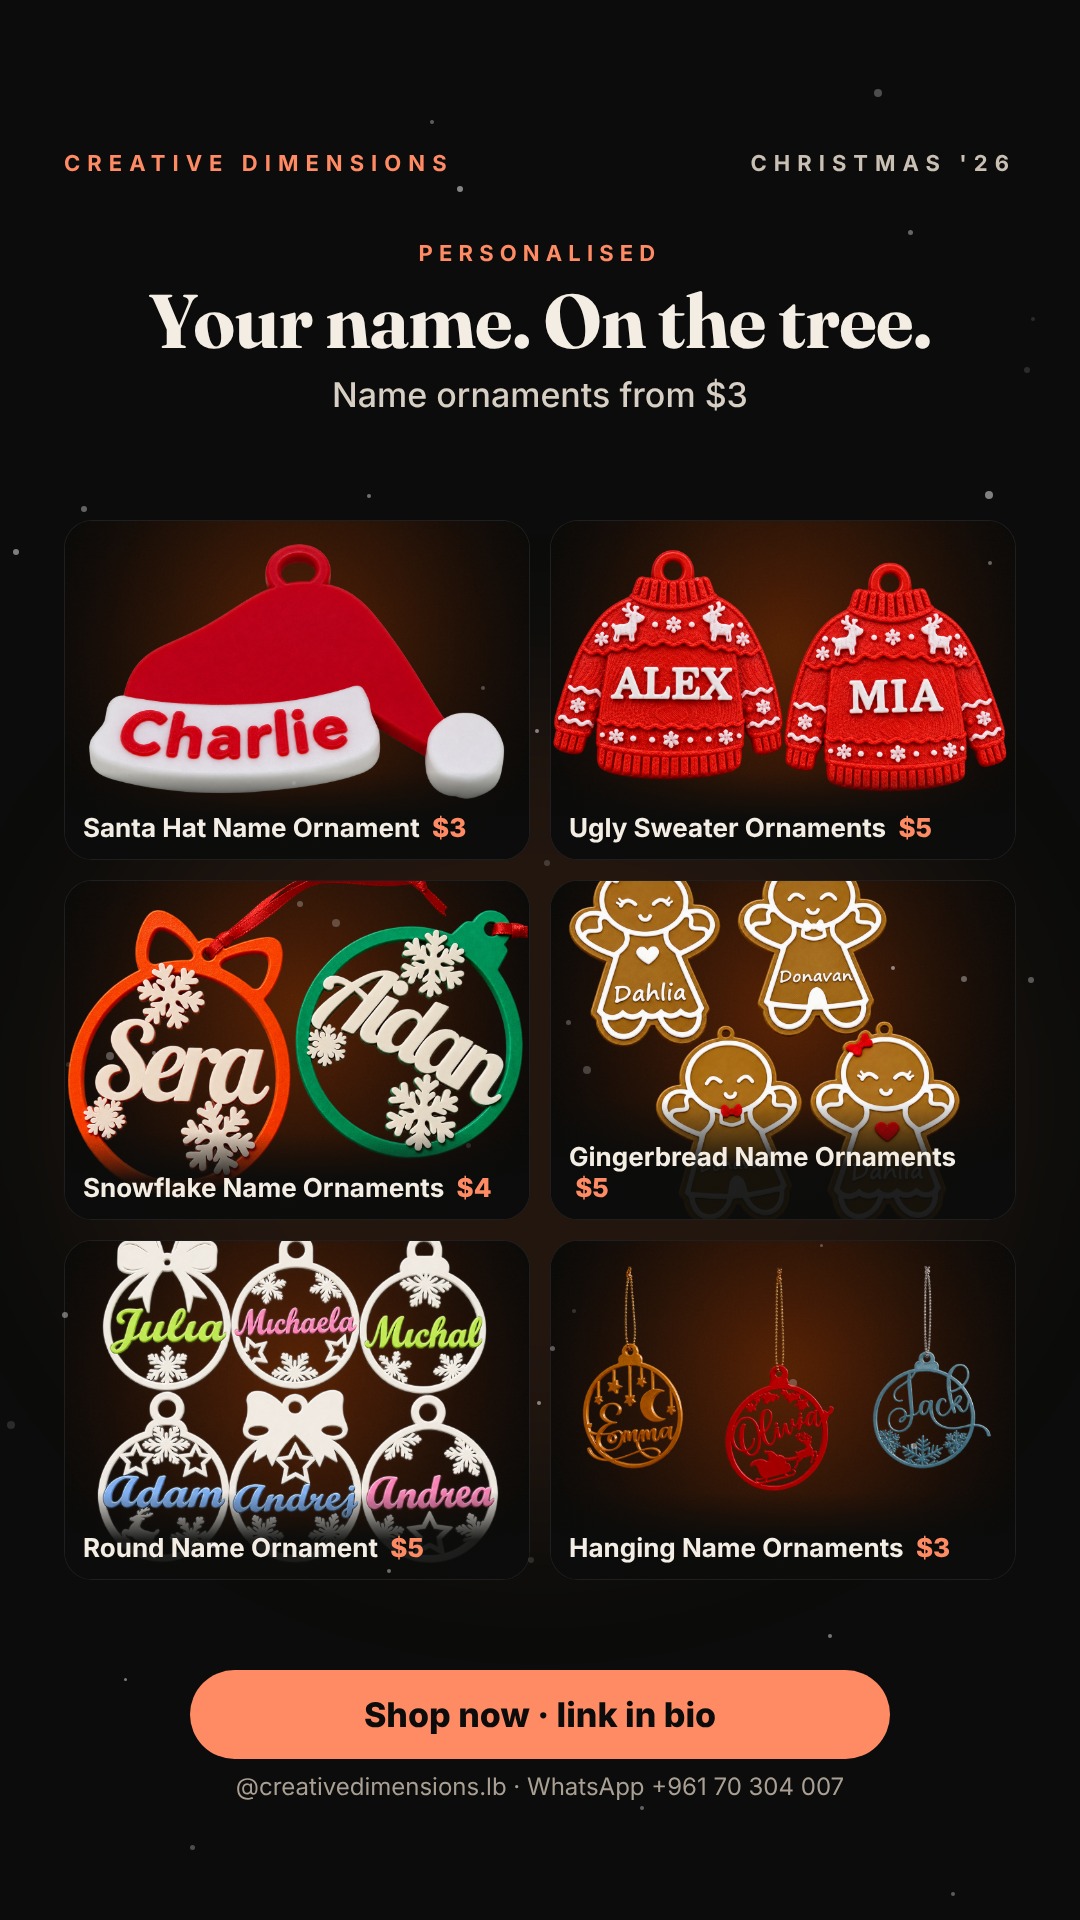 CREATIVE DIMENSIONS
CHRISTMAS '26
PERSONALISED
Your name. On the tree.
Name ornaments from $3
Charlie
Santa Hat Name Ornament $3
ALEX
MIA
Ugly Sweater Ornaments $5
Sera
Aidan
Snowflake Name Ornaments $4
Dahlia
Donavan
Dahlia
Gingerbread Name Ornaments
$5
Julia
Michaela
Michal
Adam
Andrej
Andrea
Round Name Ornament $5
Emma
Olivia
Jack
Hanging Name Ornaments $3
Shop now · link in bio
@creativedimensions.lb · WhatsApp +961 70 304 007